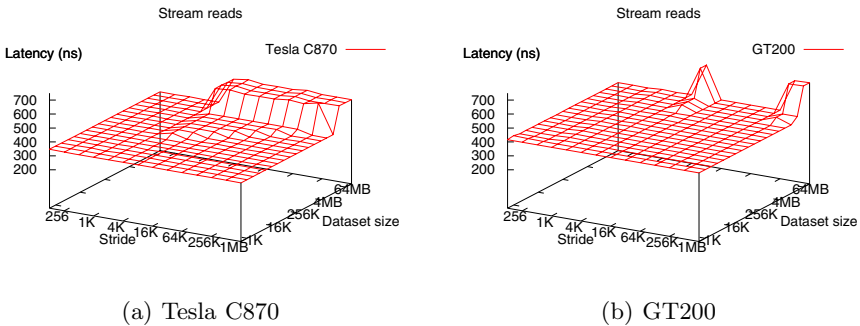 Stream reads
Latency (ns)
Tesla C870
700
600
500
400
300
200
256
1K
4K
16K
64K
256K
1MB
Stride
1K
16K
256K
4MB
64MB
Dataset size
(a) Tesla C870
Stream reads
Latency (ns)
GT200
700
600
500
400
300
200
256
1K
4K
16K
64K
256K
1MB
Stride
1K
16K
256K
4MB
64MB
Dataset size
(b) GT200